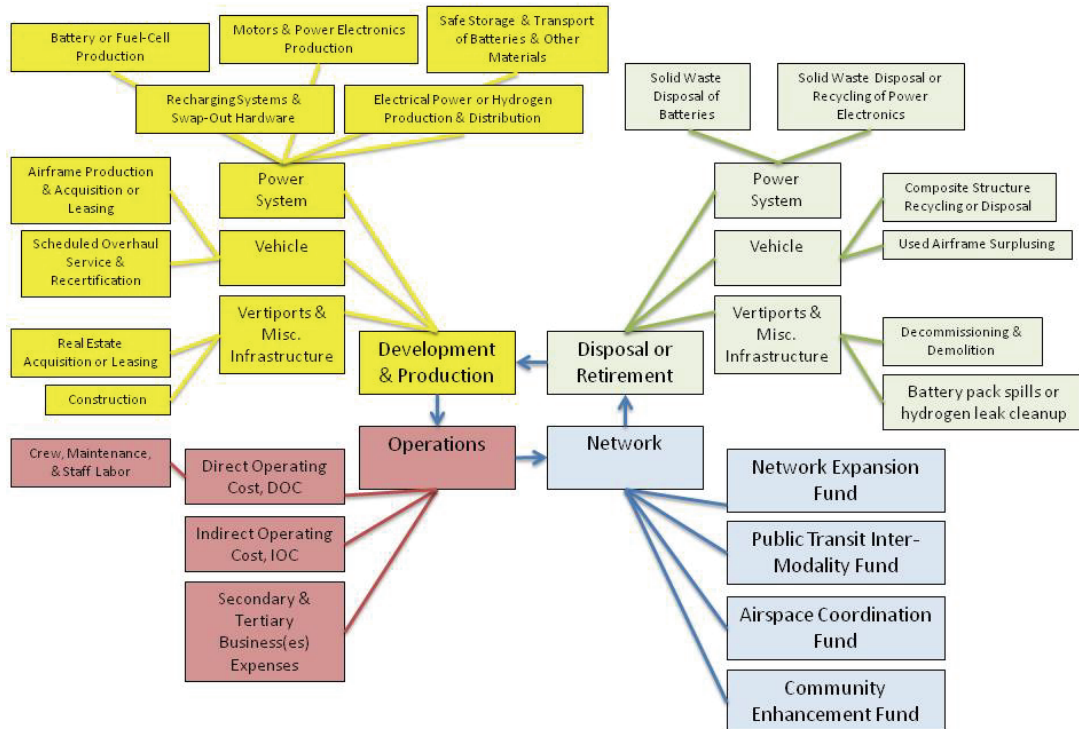 Battery or Fuel-Cell
Production
Motors & Power Electronics
Production
Safe Storage & Transport
of Batteries & Other
Materials
Recharging Systems &
Swap-Out Hardware
Electrical Power or Hydrogen
Production & Distribution
Airframe Production
& Acquisition or
Leasing
Scheduled Overhaul
Service &
Recertification
Real Estate
Acquisition or Leasing
Construction
Power
System
Vehicle
Vertiports &
Misc.
Infrastructure
Development
& Production
Solid Waste
Disposal of
Batteries
Solid Waste Disposal or
Recycling of Power
Electronics
Power
System
Vehicle
Vertiports &
Misc.
Infrastructure
Composite Structure
Recycling or Disposal
Used Airframe Surplusing
Decommissioning &
Demolition
Battery pack spills or
hydrogen leak cleanup
Disposal or
Retirement
Operations
Network
Crew, Maintenance,
& Staff Labor
Direct Operating
Cost, DOC
Indirect Operating
Cost, IOC
Secondary &
Tertiary
Business(es)
Expenses
Network Expansion
Fund
Public Transit Inter-
Modality Fund
Airspace Coordination
Fund
Community
Enhancement Fund